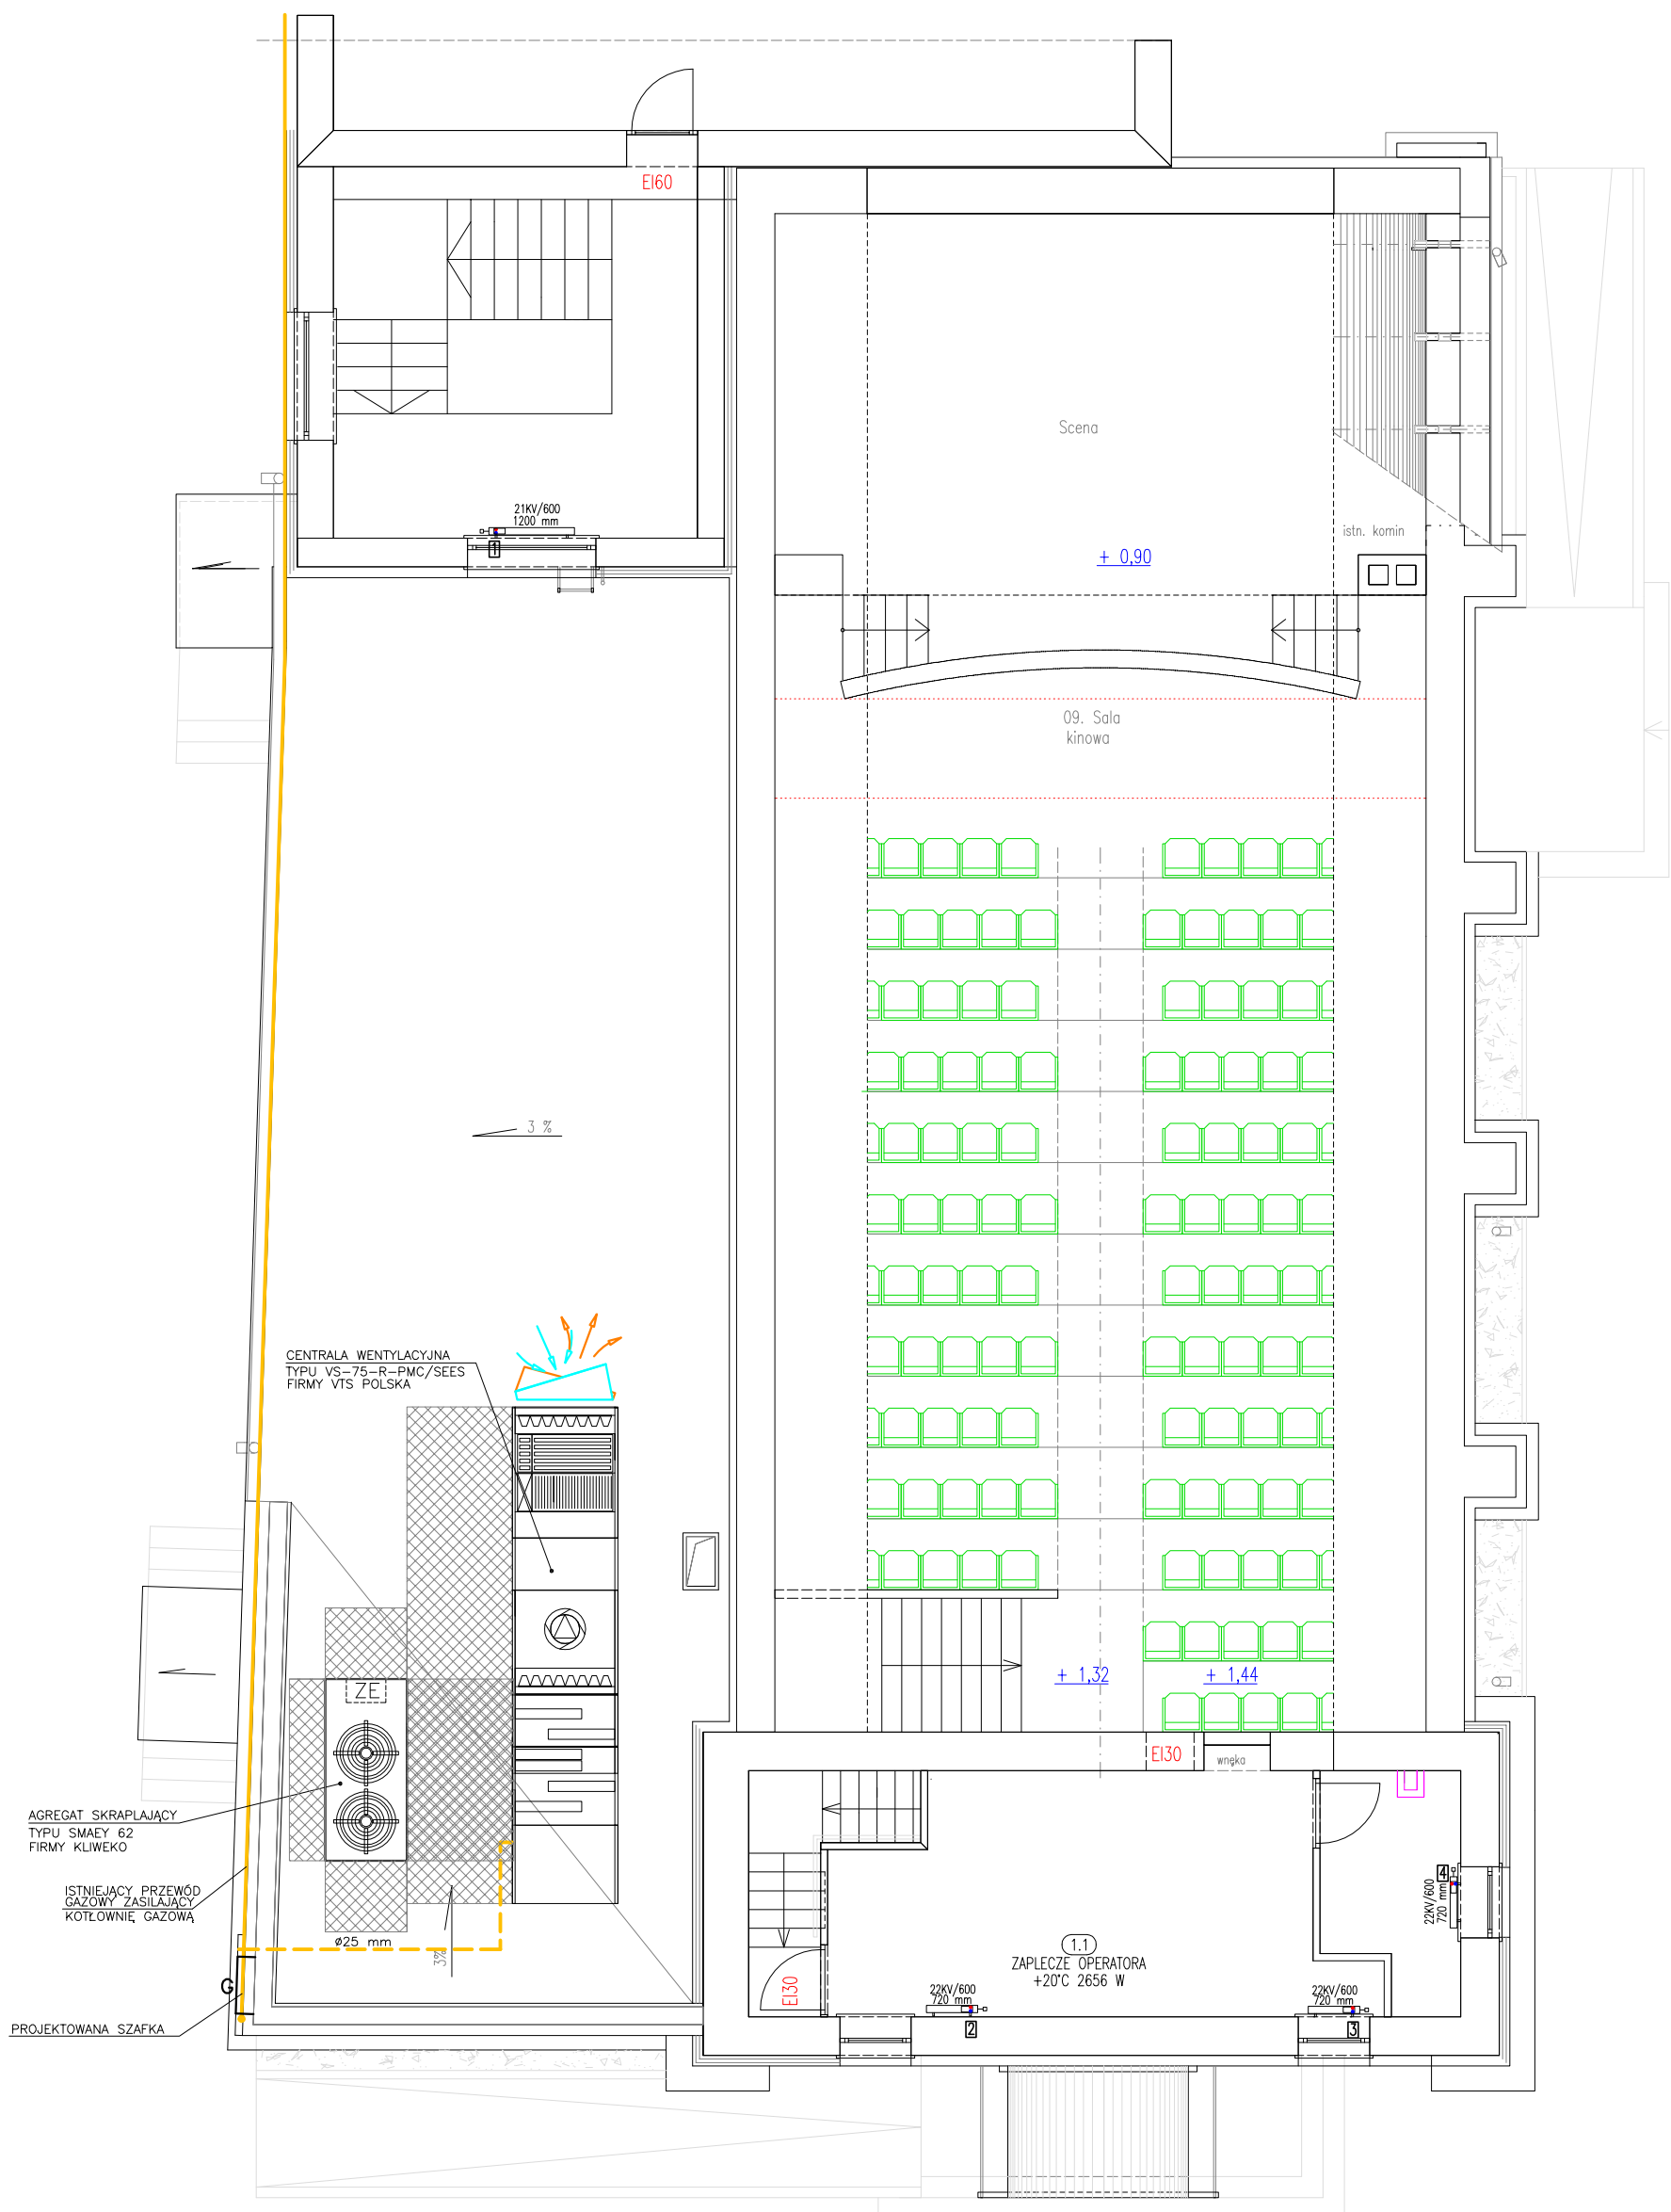 EI60
Scena
21KV/600
1200 mm
1
istn. komin
+ 0,90
09. Sala
kinowa
3 %
CENTRALA WENTYLACYJNA
TYPU VS-75-R-PMC/SEES
FIRMY VTS POLSKA
+ 1,32
+ 1,44
ZE
EI30
wnęka
AGREGAT SKRAPLAJĄCY
TYPU SMAEY 62
FIRMY KLIWEKO
4
22KV/600
720 mm
ISTNIEJĄCY PRZEWÓD
GAZOWY ZASILAJĄCY
KOTŁOWNIĘ GAZOWĄ
ø25 mm
3%
1.1
ZAPLECZE OPERATORA
+20°C 2656 W
EI30
G
22KV/600
720 mm
2
22KV/600
720 mm
3
PROJEKTOWANA SZAFKA